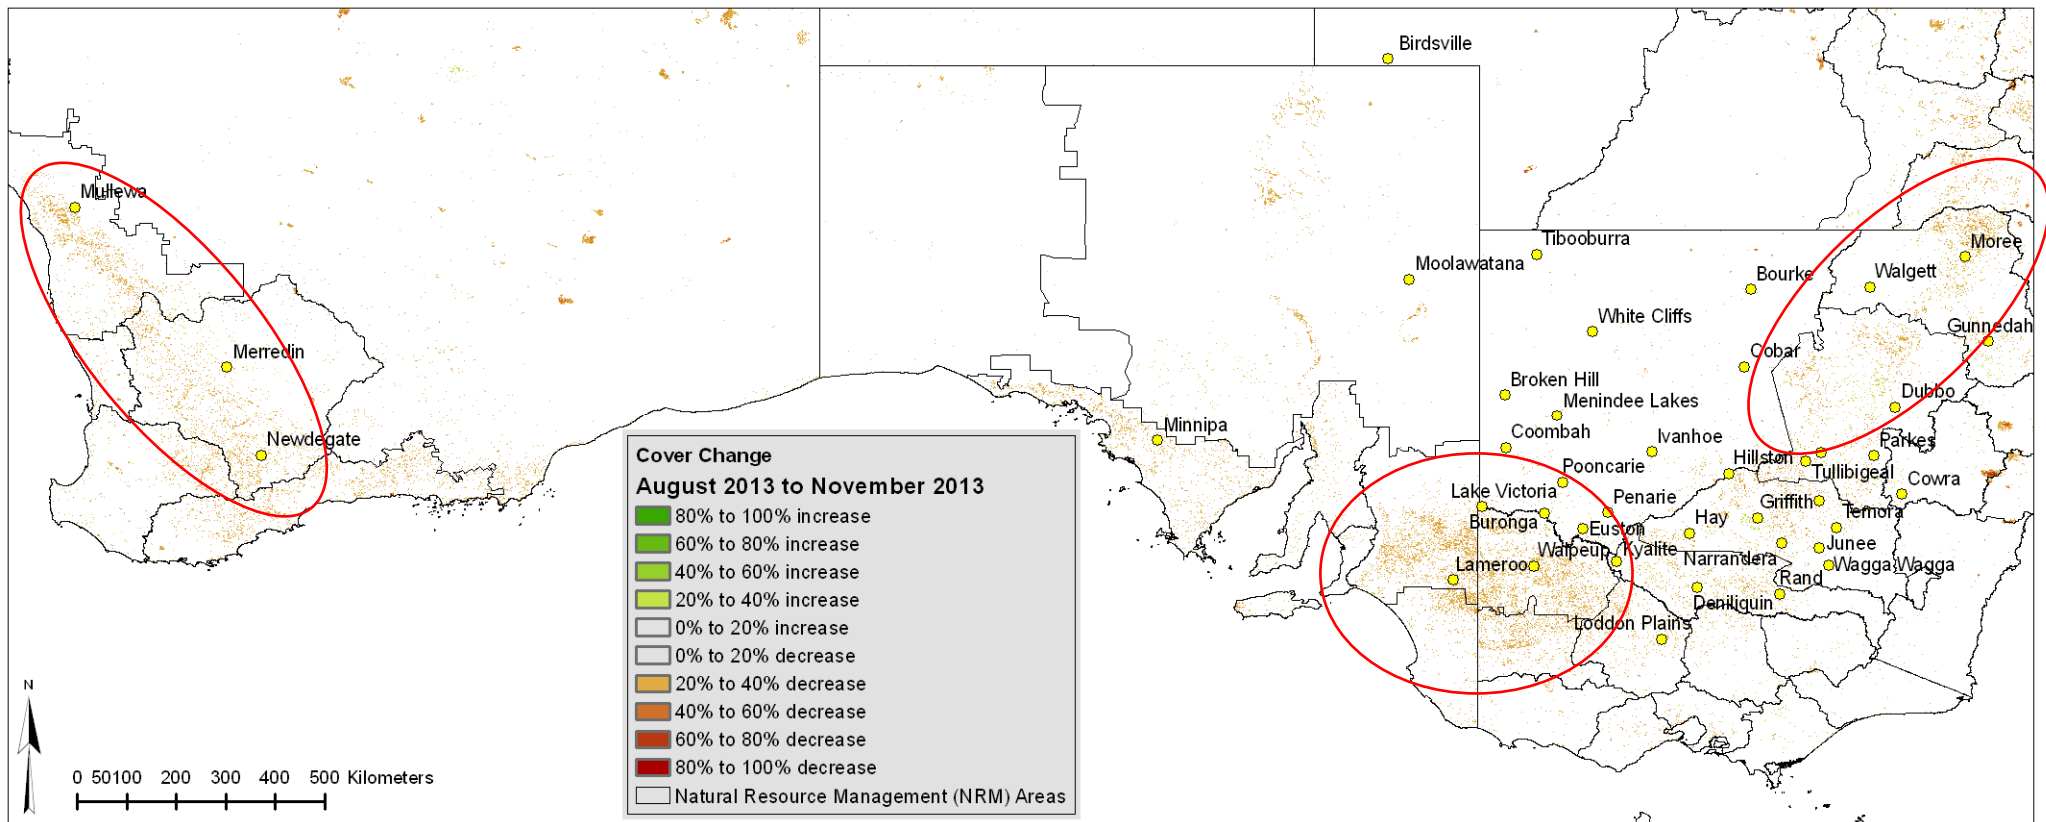 Birdsville
Mullewa
Tibooburra
Moree
Moolawatana
Walgett
Bourke
White Cliffs
Gunnedah
Merredin
Cobar
Broken Hill
Dubbo
Menindee Lakes
Minnipa
Newdegate
Coombah
Ivanhoe
Parkes
Hillston
Pooncarie
Tullibigeal
Cowra
Lake Victoria
Penarie
Griffith
Temora
Buronga
Hay
Euston
Junee
Walpeup
Kyalite
Lameroo
Narrandera
Wagga Wagga
Rand
Deniliquin
Loddon Plains
Cover Change
August 2013 to November 2013
80% to 100% increase
60% to 80% increase
40% to 60% increase
20% to 40% increase
0% to 20% increase
0% to 20% decrease
20% to 40% decrease
40% to 60% decrease
60% to 80% decrease
80% to 100% decrease
Natural Resource Management (NRM) Areas
N
0 50 100 200 300 400 500 Kilometers